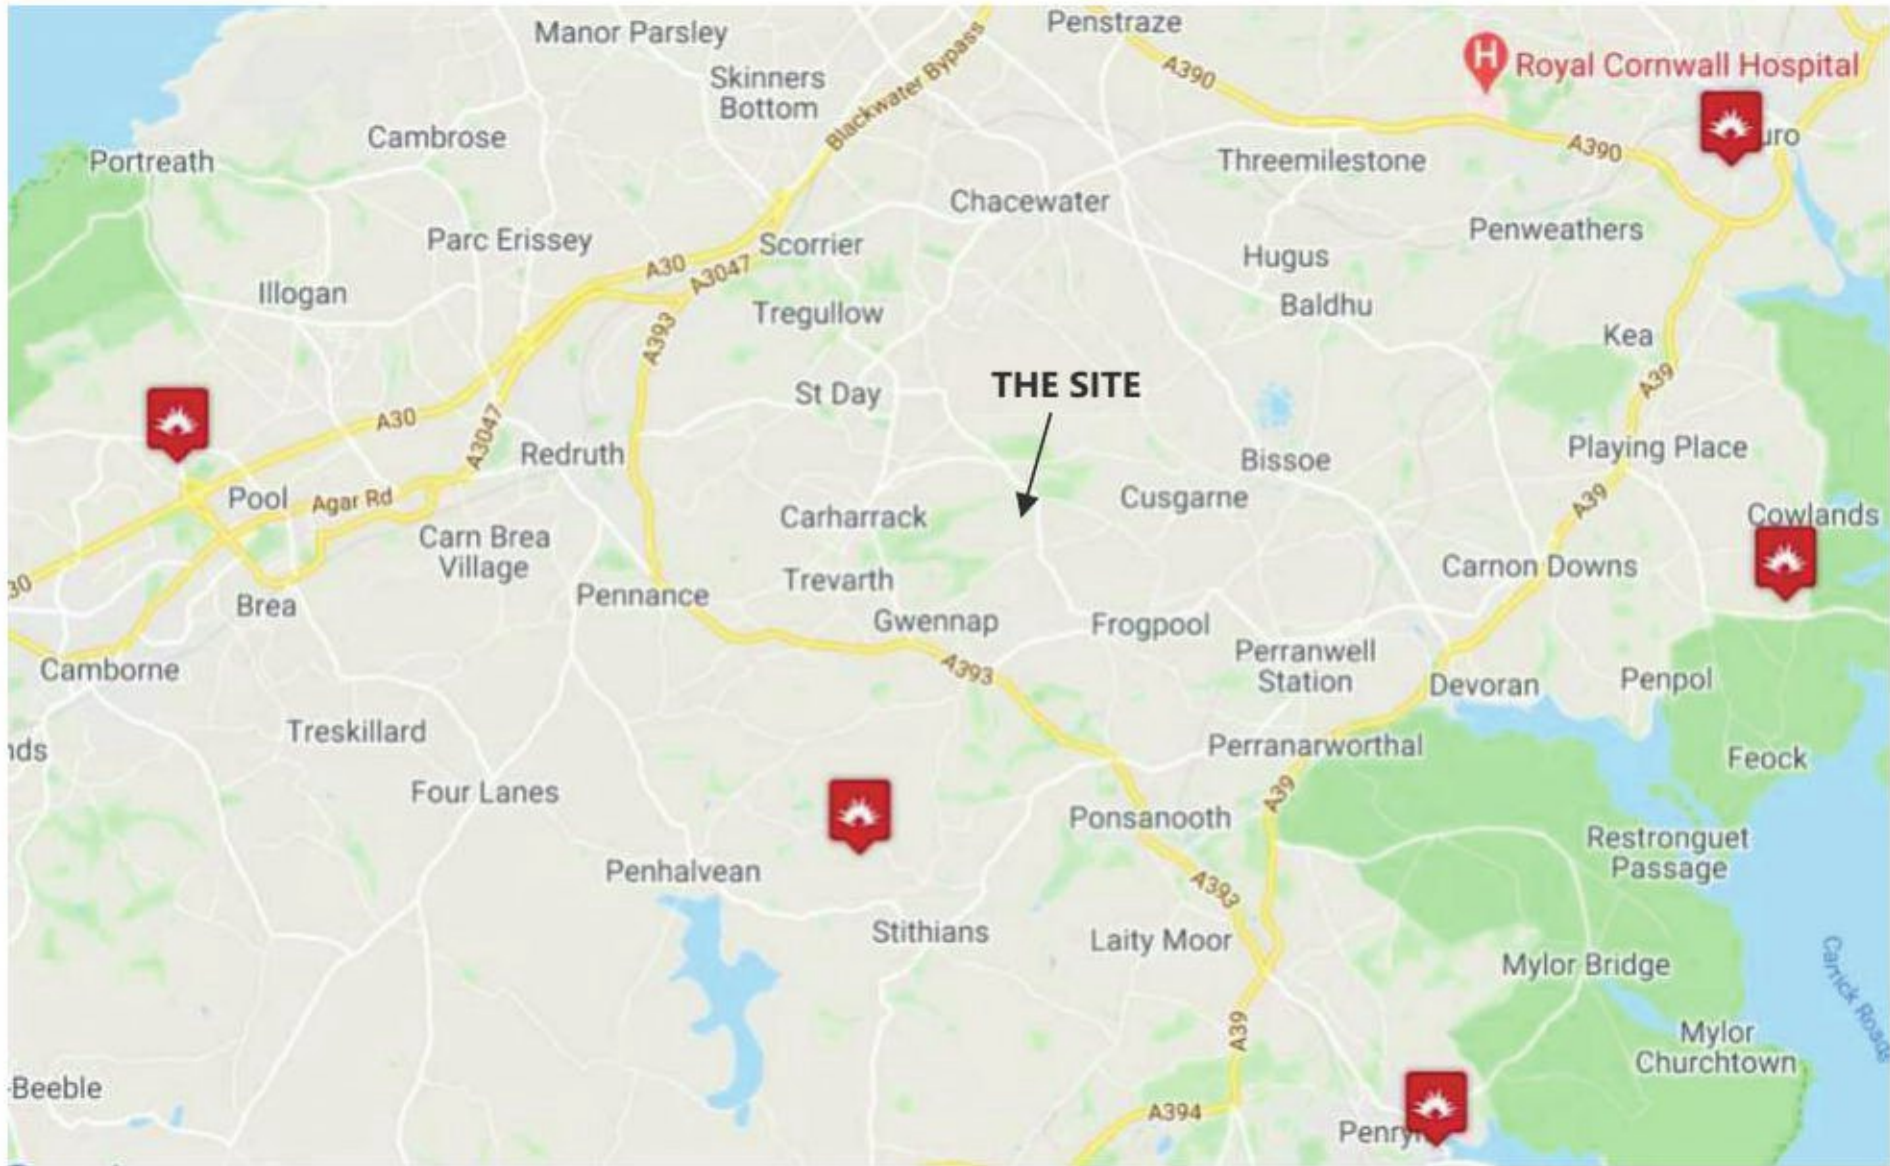 Manor Parsley
Penstraze
Skinners
Bottom
Blackwater Bypass
A390
H
Royal Cornwall Hospital
Cambrose
Portreath
Threemilestone
A390
uro
Chacewater
Parc Erissey
Scorrier
Penweathers
A30
A3047
Hugus
Illogan
Tregullow
Baldhu
A393
Kea
THE SITE
A39
St Day
A30
A3047
Redruth
Bissoe
Playing Place
Pool
Agar Rd
Cusgarne
A39
Carharrack
Cowlands
Carn Brea
Village
Trevarth
Carnon Downs
30
Brea
Pennance
Gwennap
Frogpool
Perranwell
Station
A393
Camborne
Devoran
Penpol
Treskillard
nds
Perranarworthal
Feock
Four Lanes
A39
Ponsanooth
Restronguet
Passage
Penhalvean
A393
Stithians
Laity Moor
Mylor Bridge
Carrick Roads
A39
Mylor
Churchtown
-Beeble
A394
Penry